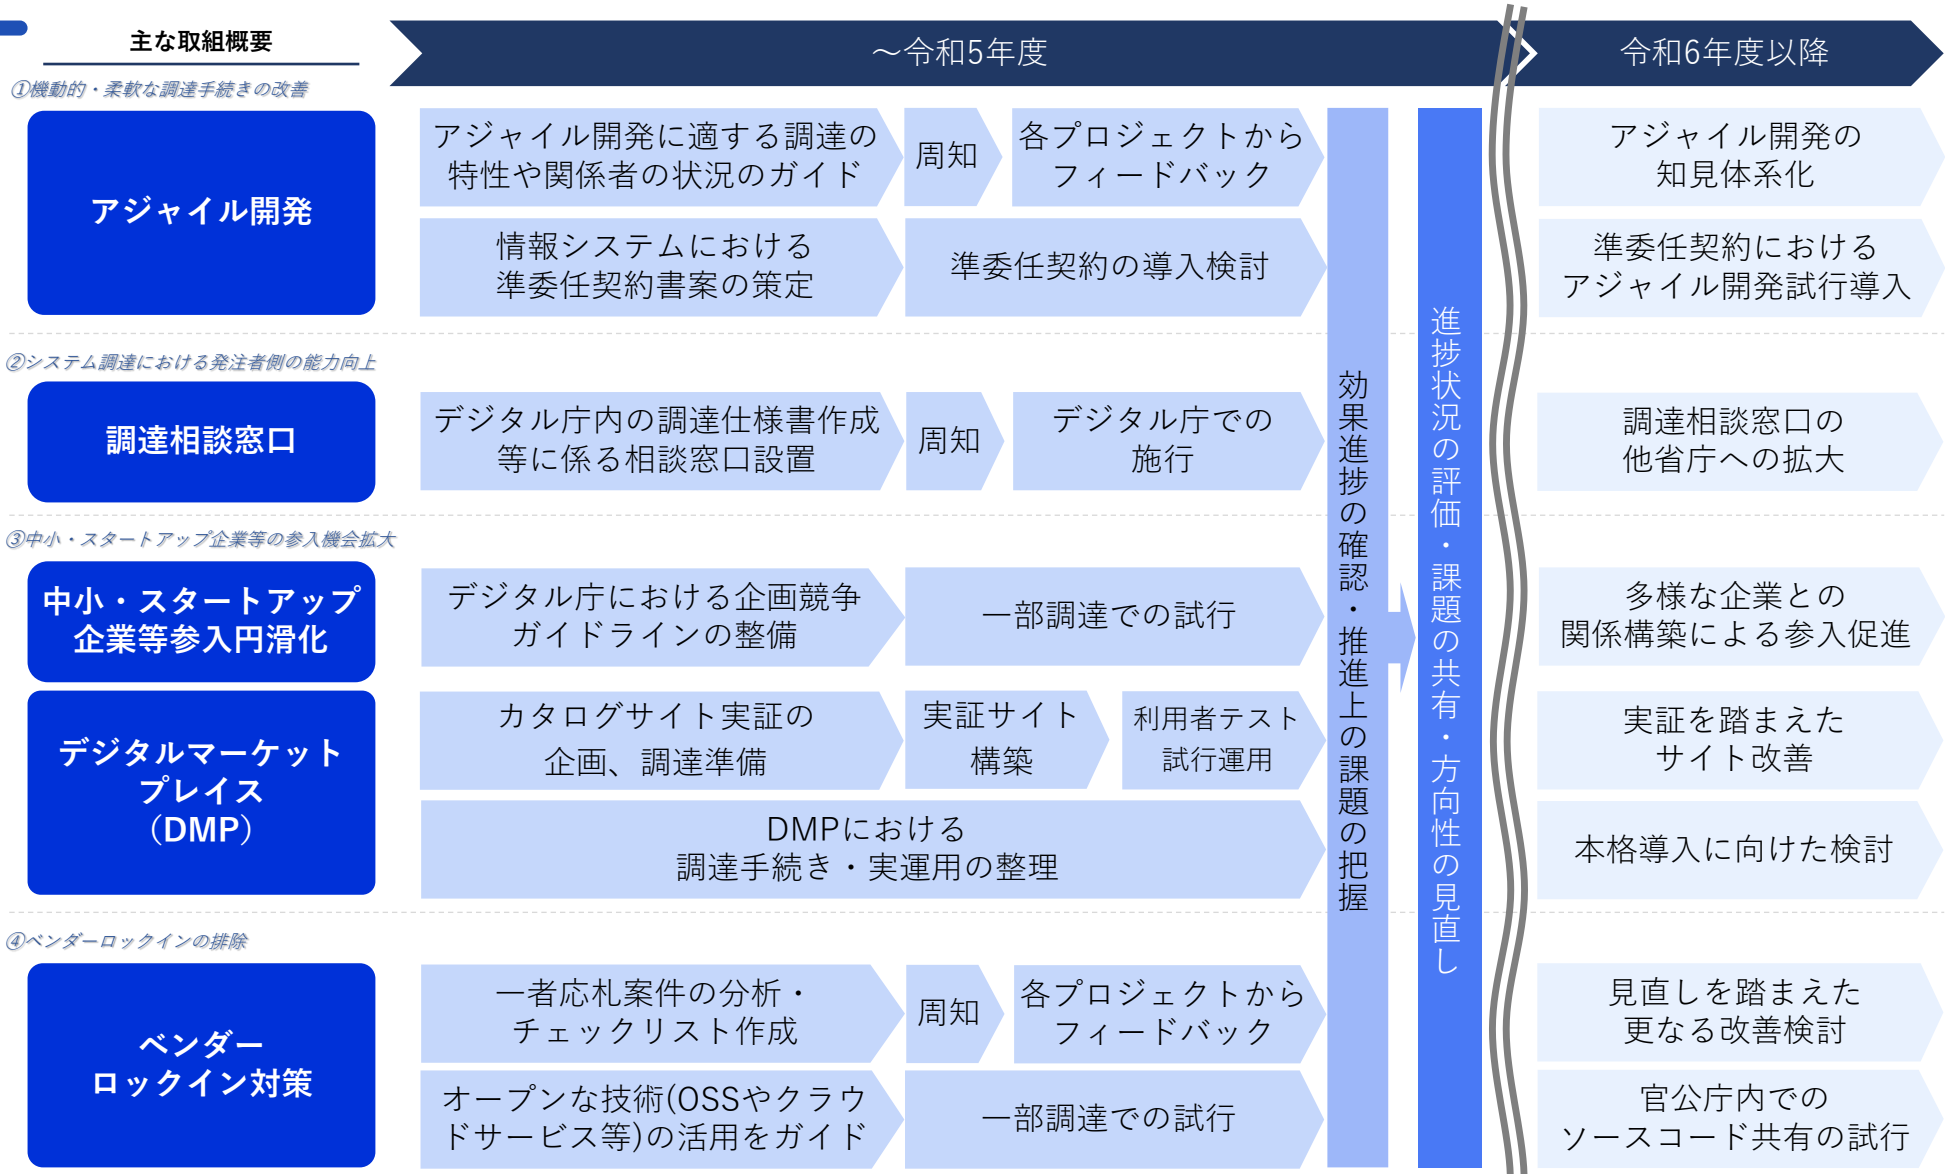 主な取組概要
～令和5年度
令和6年度以降
①機動的・柔軟な調達手続きの改善
アジャイル開発
アジャイル開発に適する調達の
特性や関係者の状況のガイド
周知
各プロジェクトから
フィードバック
アジャイル開発の
知見体系化
情報システムにおける
準委任契約書案の策定
準委任契約の導入検討
準委任契約における
アジャイル開発試行導入
②システム調達における発注者側の能力向上
調達相談窓口
デジタル庁内の調達仕様書作成
等に係る相談窓口設置
周知
デジタル庁での
施行
調達相談窓口の
他省庁への拡大
③中小・スタートアップ企業等の参入機会拡大
中小・スタートアップ
企業等参入円滑化
デジタル庁における企画競争
ガイドラインの整備
一部調達での試行
多様な企業との
関係構築による参入促進
デジタルマーケット
プレイス
（DMP）
カタログサイト実証の
企画、調達準備
実証サイト
構築
利用者テスト
試行運用
実証を踏まえた
サイト改善
DMPにおける
調達手続き・実運用の整理
本格導入に向けた検討
④ベンダーロックインの排除
ベンダー
ロックイン対策
一者応札案件の分析・
チェックリスト作成
周知
各プロジェクトから
フィードバック
見直しを踏まえた
更なる改善検討
オープンな技術(OSSやクラウ
ドサービス等)の活用をガイド
一部調達での試行
官公庁内での
ソースコード共有の試行
効果進捗の確認・推進上の課題の把握
進捗状況の評価・課題の共有・方向性の見直し